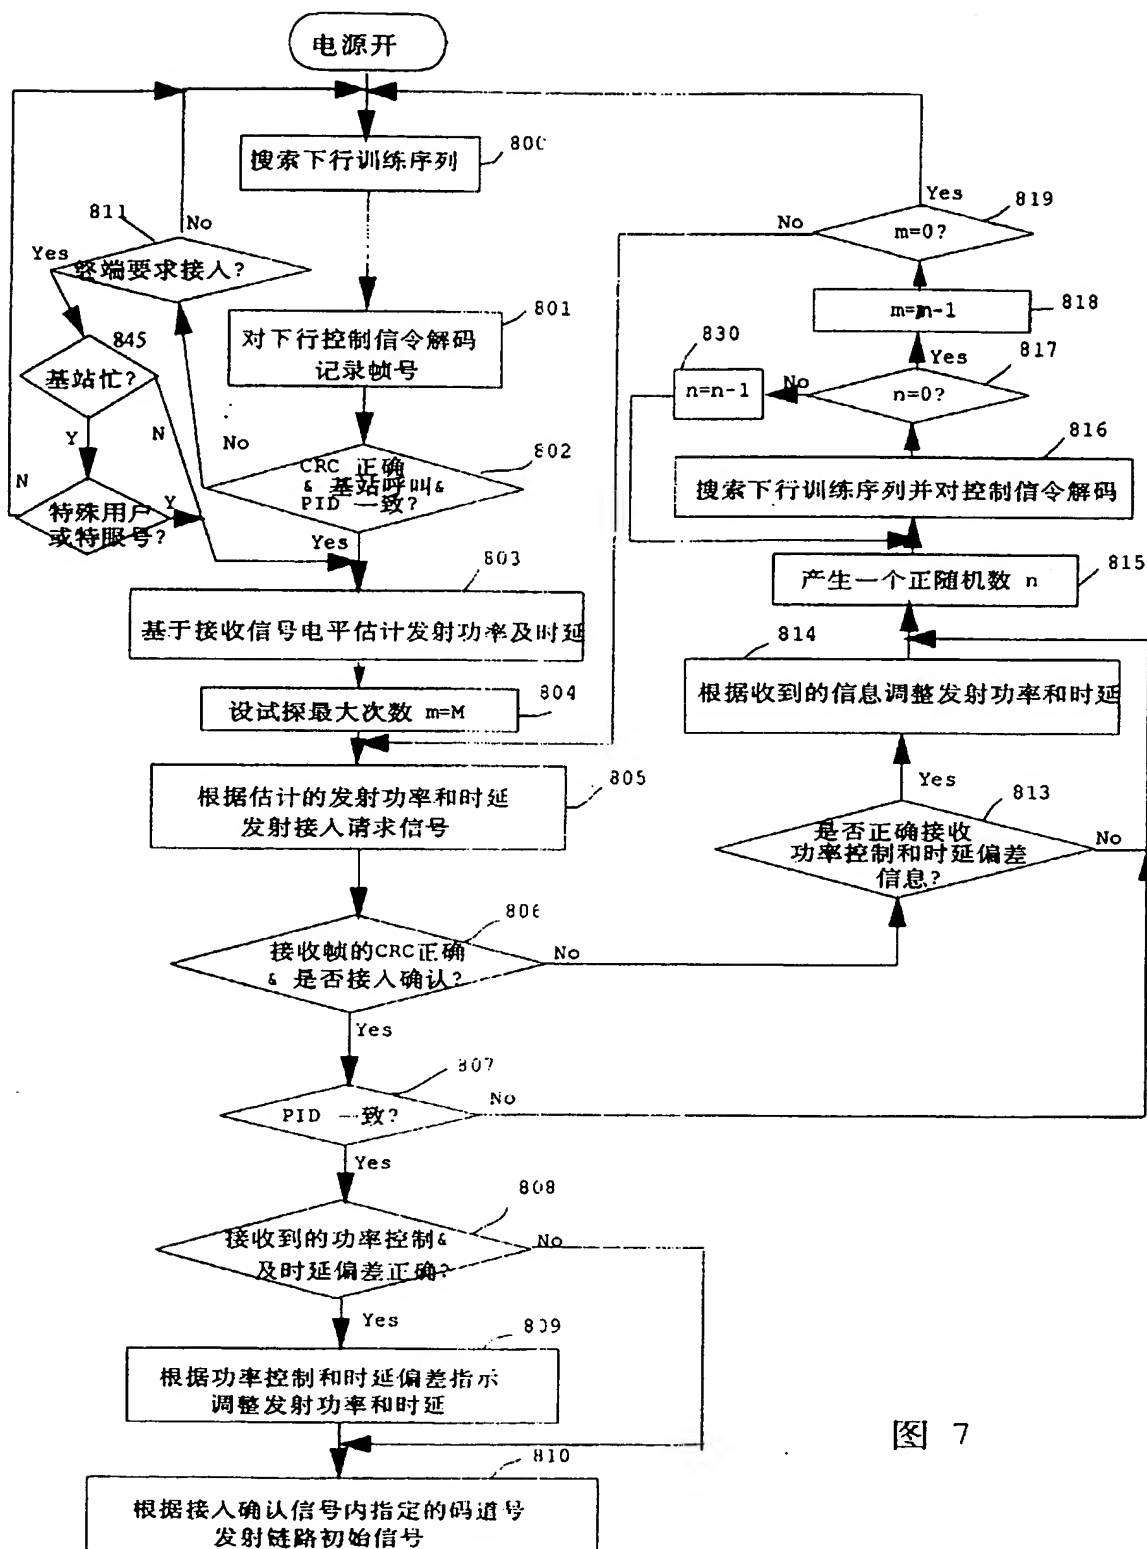 电源开
搜索下行训练序列
800
811
No
Yes
终端要求接入?
845
基站忙?
Y
N
N
特殊用户
或特服号?
Y
对下行控制信令解码
记录帧号
801
No
CRC 正确
& 基站呼叫&
PID 一致?
802
Yes
803
基于接收信号电平估计发射功率及时延
设试探最大次数 m=M
804
根据估计的发射功率和时延
发射接入请求信号
805
接收帧的CRC正确
& 是否接入确认?
806
No
Yes
PID 一致?
807
No
Yes
接收到的功率控制&
及时延偏差正确?
808
No
Yes
809
根据功率控制和时延偏差指示
调整发射功率和时延
810
根据接入确认信号内指定的码道号
发射链路初始信号
Yes
No
m=0?
819
m=m-1
818
830
n=n-1
No
Yes
n=0?
817
816
搜索下行训练序列并对控制信令解码
产生一个正随机数 n
815
814
根据收到的信息调整发射功率和时延
Yes
813
是否正确接收
功率控制和时延偏差
信息?
No
图 7